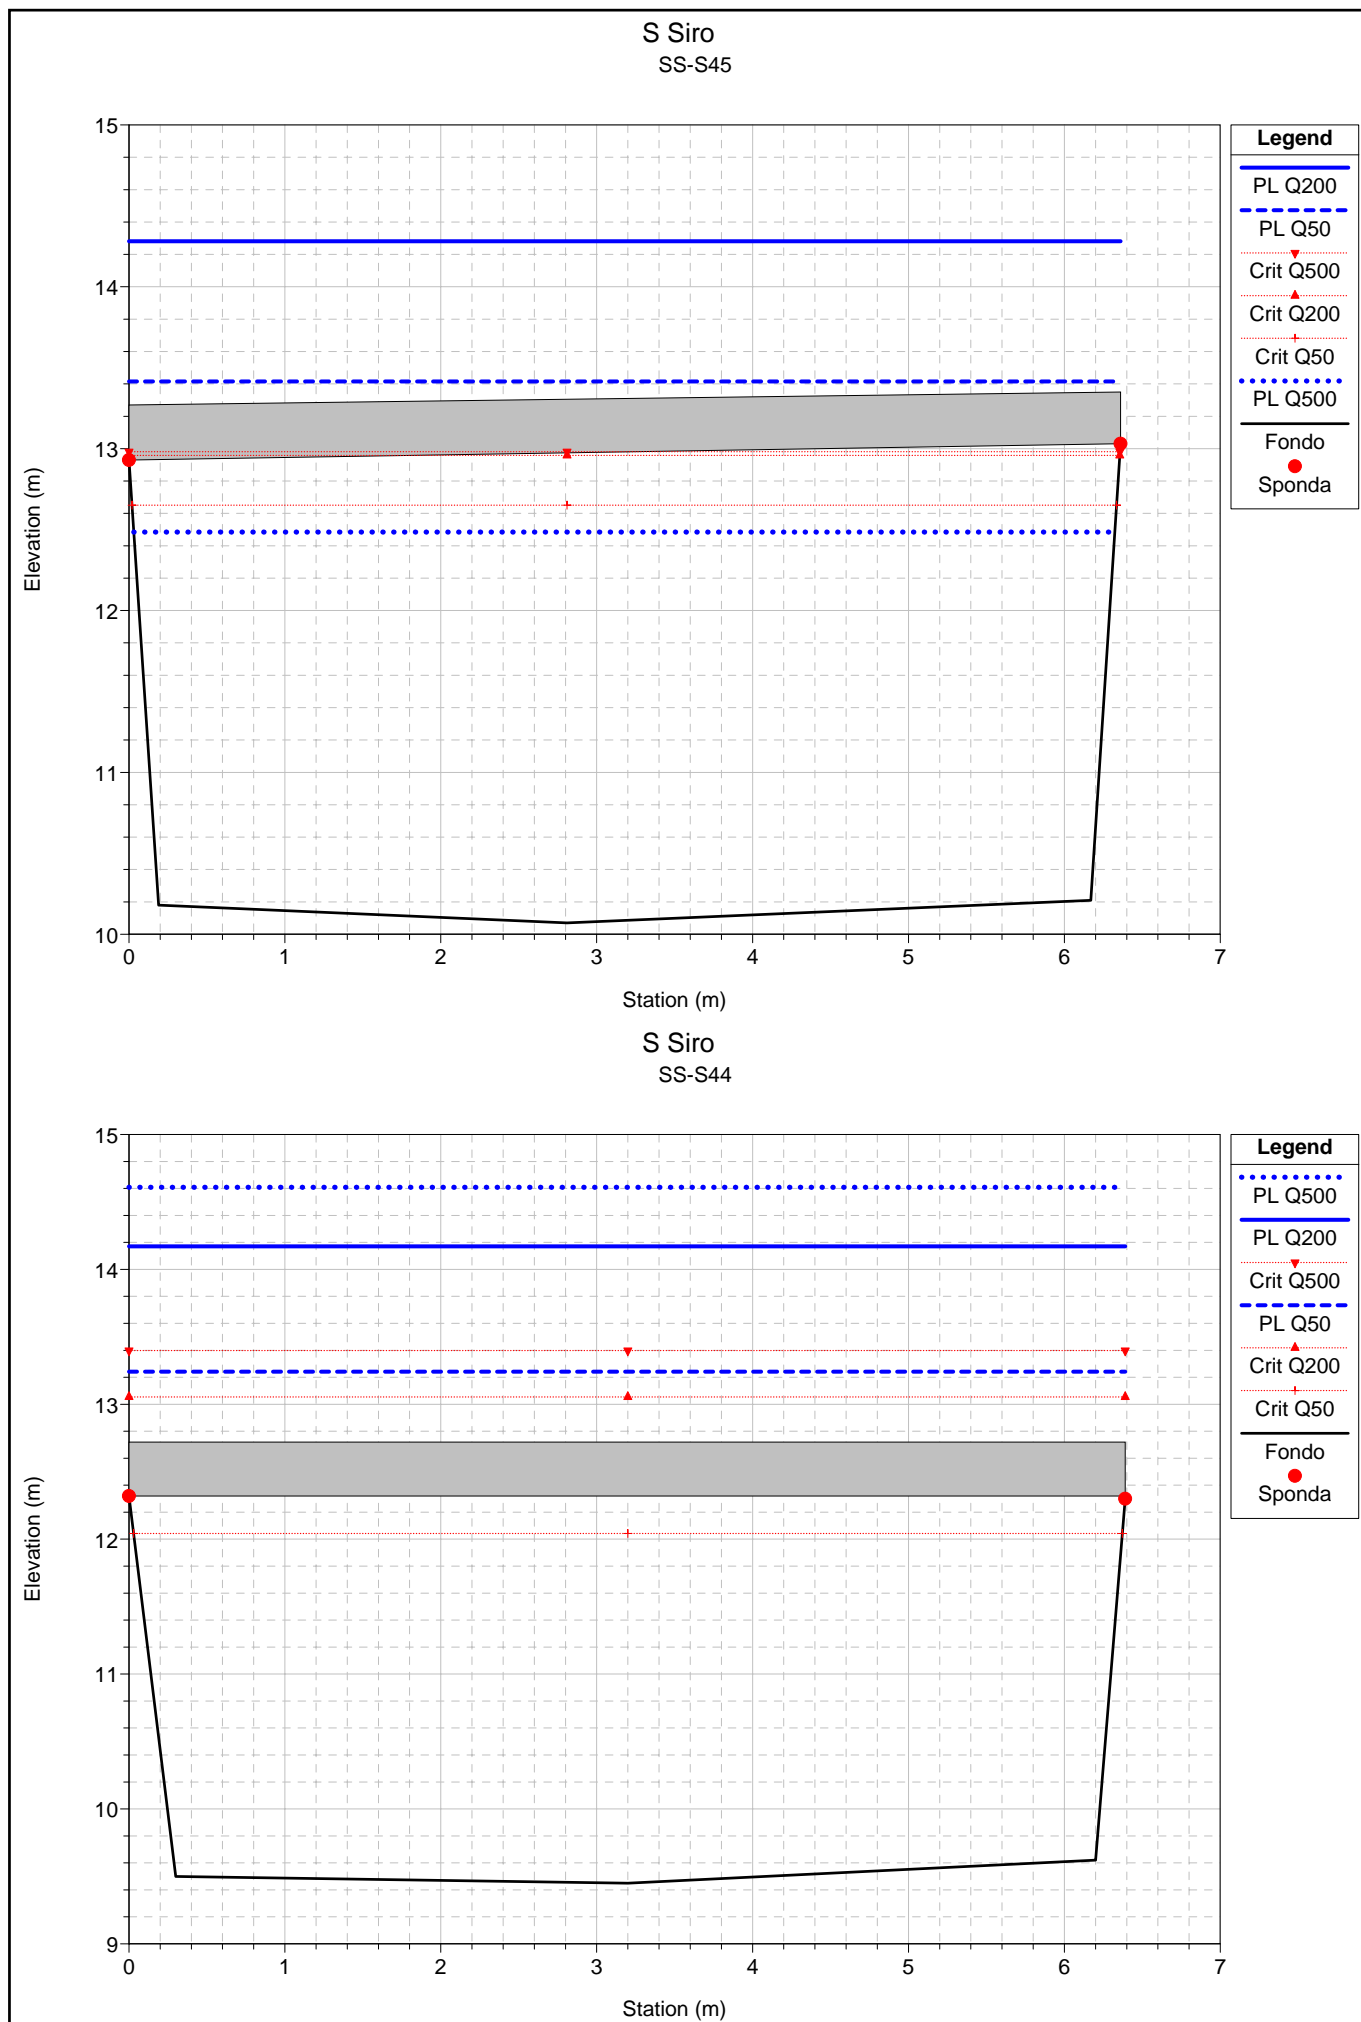 S Siro
SS-S45
15
14
13
12
11
10
Elevation (m)
0 1 2 3 4 5 6 7
Station (m)
Legend
PL Q200
PL Q50
Crit Q500
Crit Q200
Crit Q50
PL Q500
Fondo
Sponda
S Siro
SS-S44
15
14
13
12
11
10
9
Elevation (m)
0 1 2 3 4 5 6 7
Station (m)
Legend
PL Q500
PL Q200
Crit Q500
PL Q50
Crit Q200
Crit Q50
Fondo
Sponda